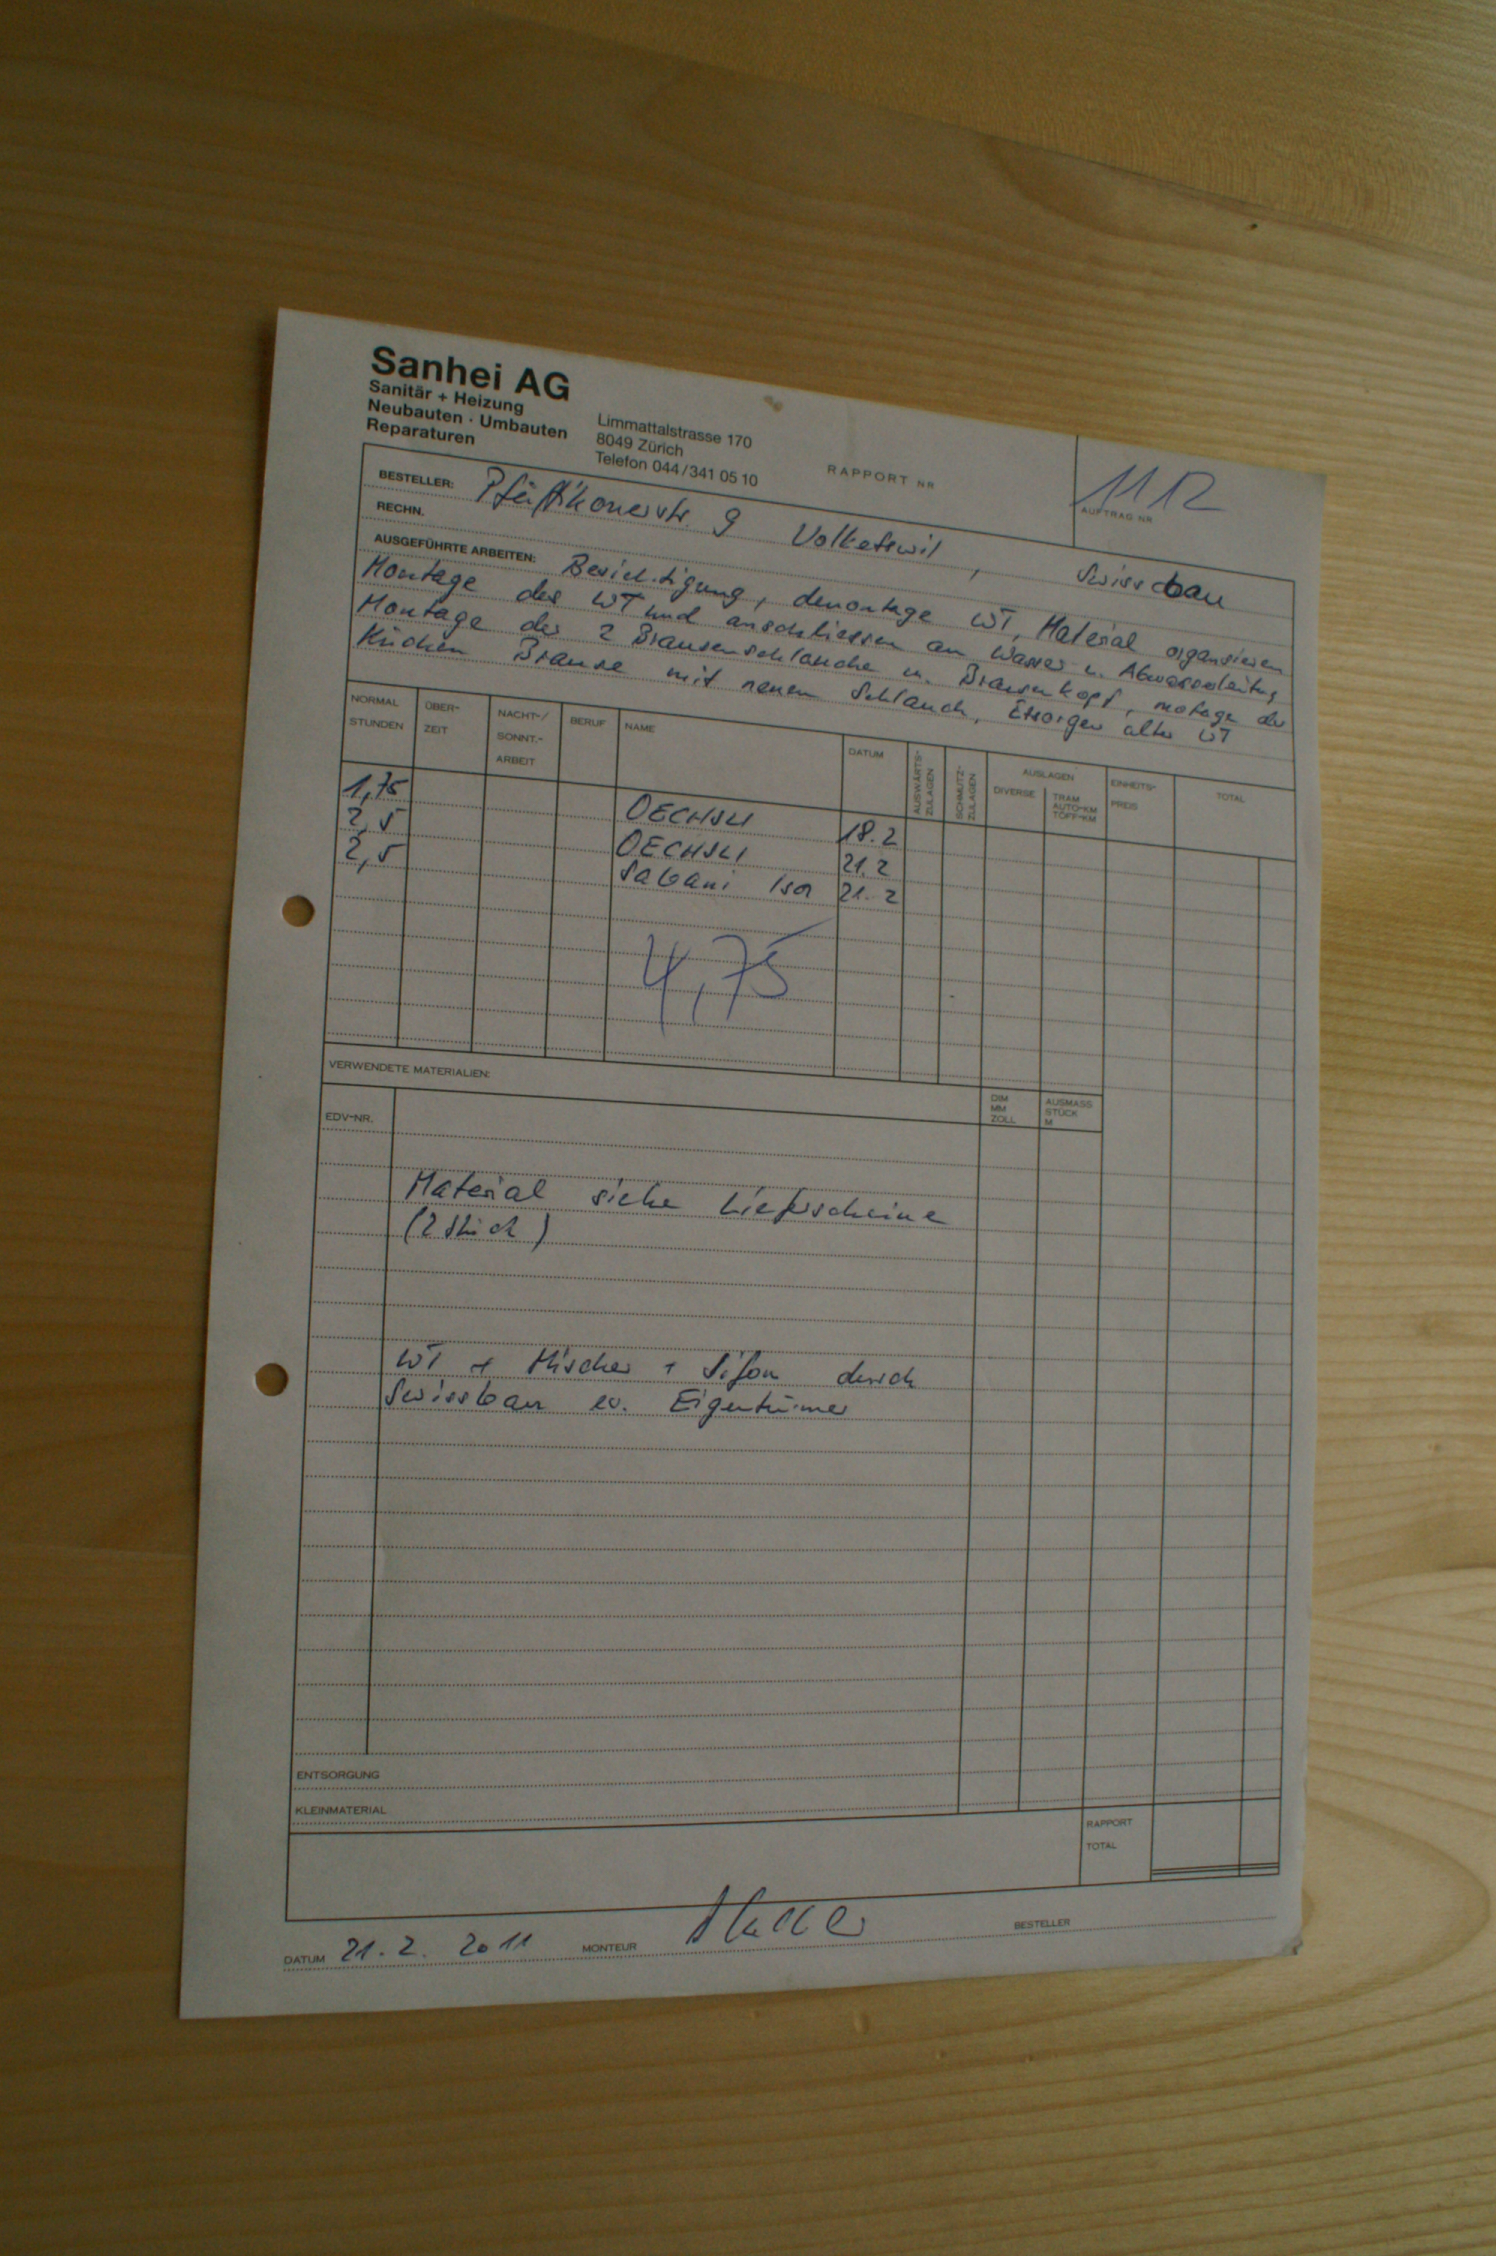 Sanhei AG
Sanitär + Heizung
Neubauten · Umbauten
Reparaturen
Limmattalstrasse 170
8049 Zürich
Telefon 044/341 05 10
RAPPORT NR
1112
AUFTRAG NR
BESTELLER: Pfäffikonerstr. 9 Volketswil, Swissbau
RECHN.
AUSGEFÜHRTE ARBEITEN: Besichtigung, demontage WT, Material organsieren
Montage des WT und anschliessen an Wasser u. Abwasserleitung
Montage der 2 Brausenschläuche u. Brausenkopf, motage der
Küchen Brause mit neuem Schlauch, Etsorgen alter WT
NORMAL STUNDEN ÜBER-ZEIT NACHT-/ SONNT.-ARBEIT BERUF NAME DATUM AUSWÄRTS-ZULAGEN SCHMUTZ-ZULAGEN AUSLAGEN DIVERSE TRAM AUTO-KM TÖFF-KM EINHEITS-PREIS TOTAL
1,75 OECHSLI 18.2
2,5 OECHSLI 21.2
2,5 Sabani Isa 21.2
4,75
VERWENDETE MATERIALIEN:
EDV-NR. DIM MM ZOLL AUSMASS STÜCK M
Material siehe Lieferscheine
(2 Stück)
WT + Mischer + Sifon durch
Swissbau ev. Eigentümer
ENTSORGUNG
KLEINMATERIAL
RAPPORT
TOTAL
DATUM 21.2.2011 MONTEUR BESTELLER